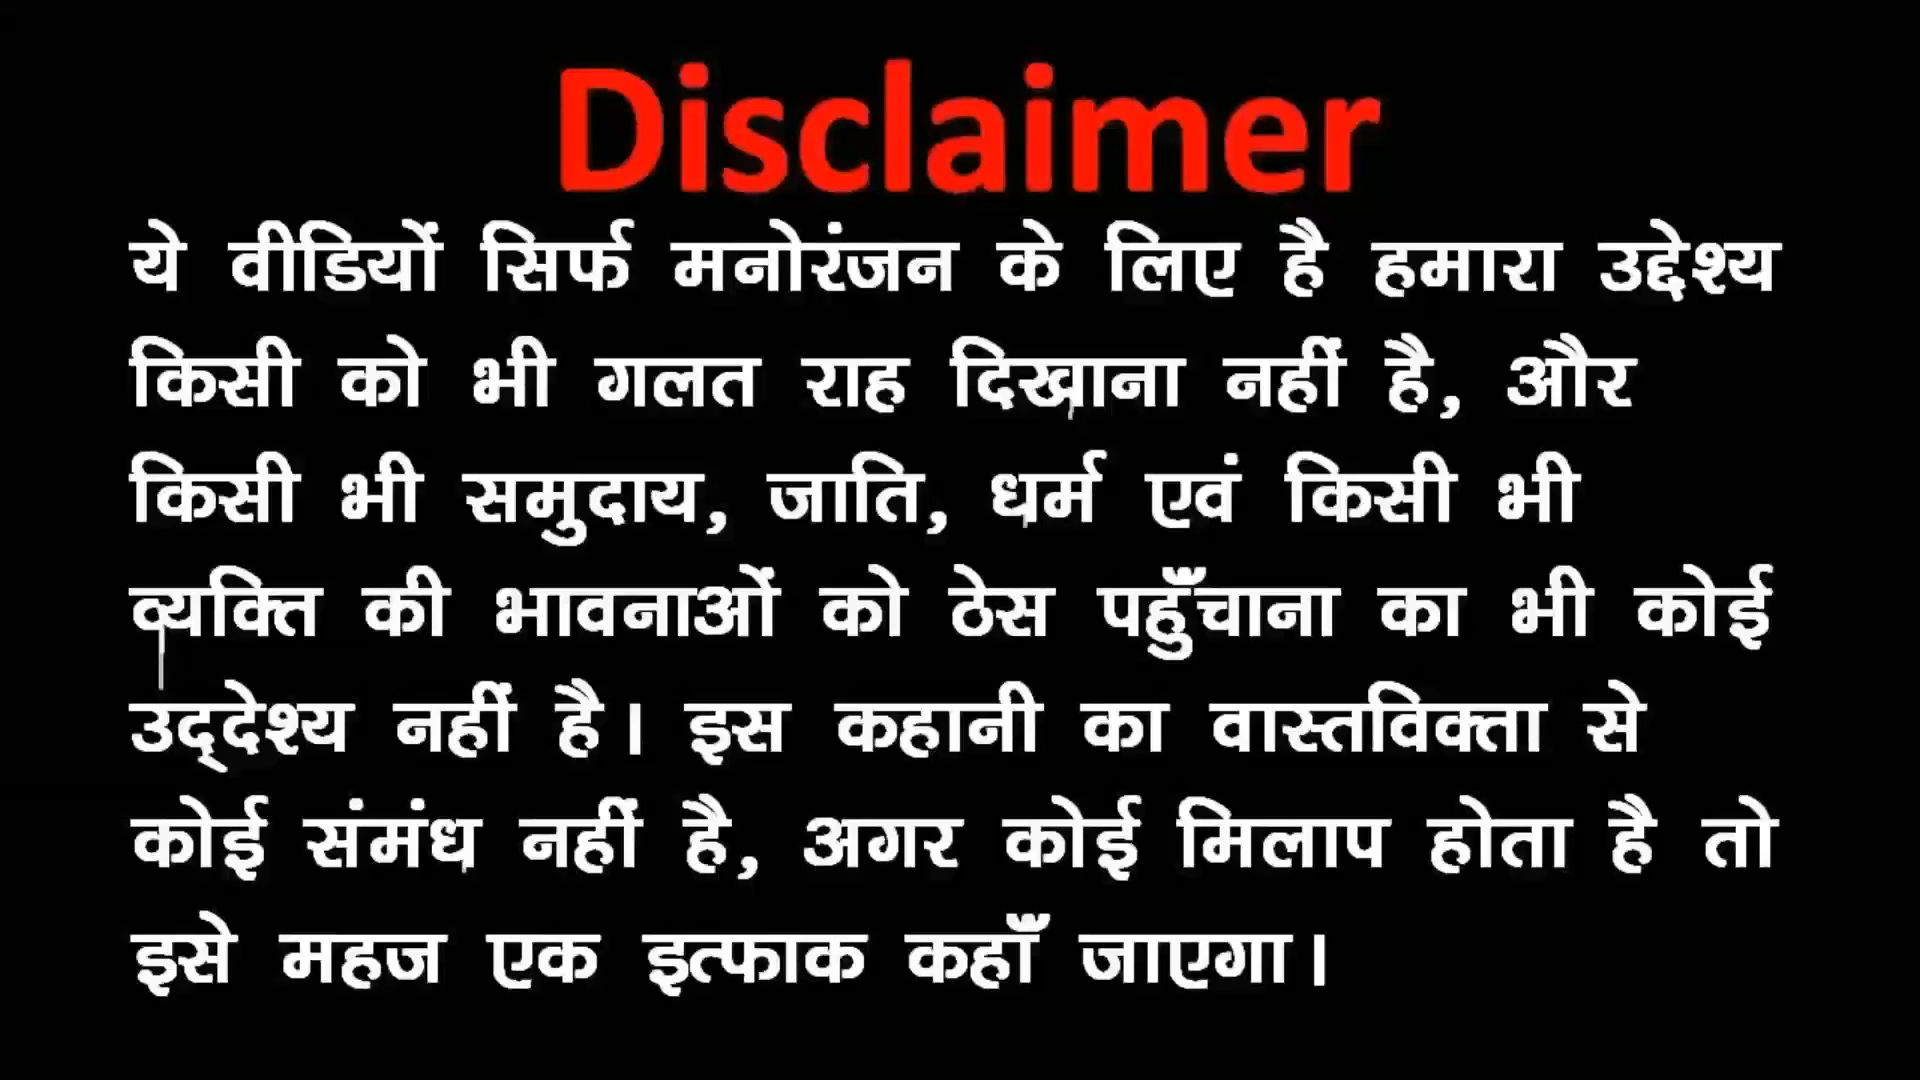 Disclaimer
ये वीडियों सिर्फ मनोरंजन के लिए है हमारा उद्देश्य
किसी को भी गलत राह दिखाना नहीं है, और
किसी भी समुदाय, जाति, धर्म एवं किसी भी
व्यक्ति की भावनाओं को ठेस पहुँचाना का भी कोई
उद्‌देश्य नहीं है। इस कहानी का वास्तविक्ता से
कोई संमंध नहीं है, अगर कोई मिलाप होता है तो
इसे महज एक इत्फाक कहाँ जाएगा।